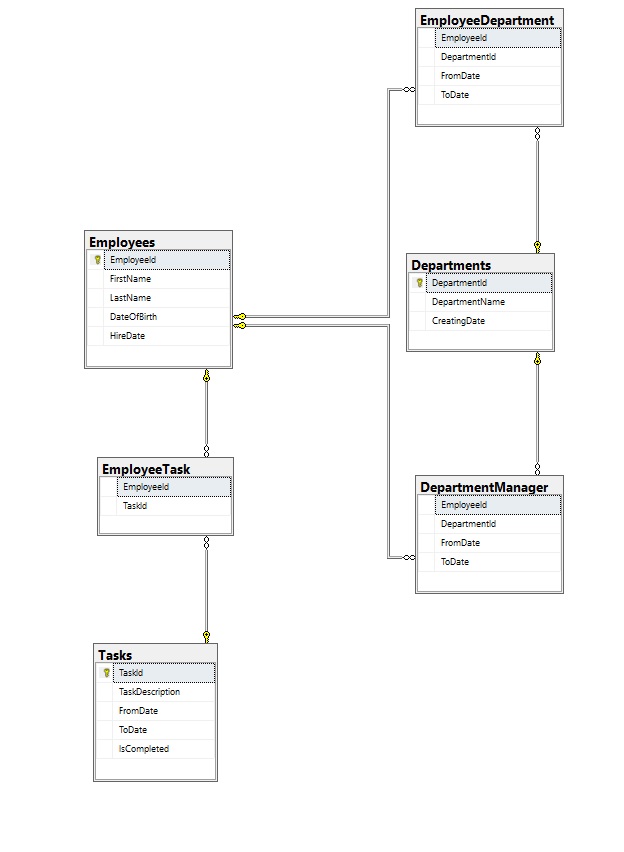 EmployeeDepartment
EmployeeId
DepartmentId
FromDate
ToDate
Employees
EmployeeId
FirstName
LastName
DateOfBirth
HireDate
Departments
DepartmentId
DepartmentName
CreatingDate
EmployeeTask
EmployeeId
TaskId
DepartmentManager
EmployeeId
DepartmentId
FromDate
ToDate
Tasks
TaskId
TaskDescription
FromDate
ToDate
IsCompleted